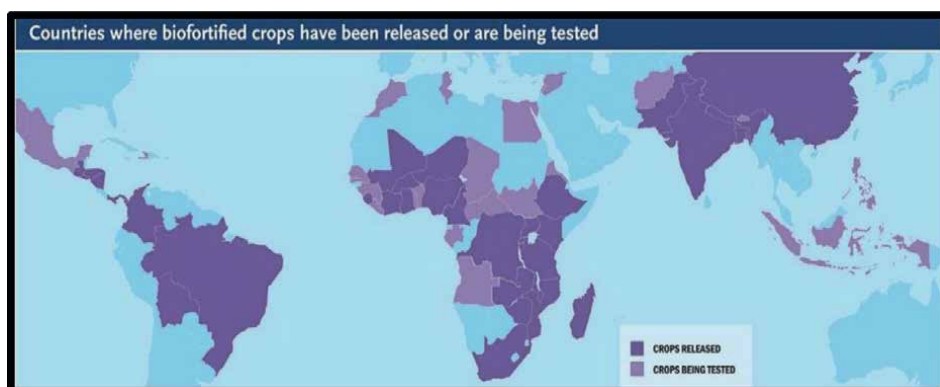 Countries where biofortified crops have been released or are being tested
CROPS RELEASED
CROPS BEING TESTED